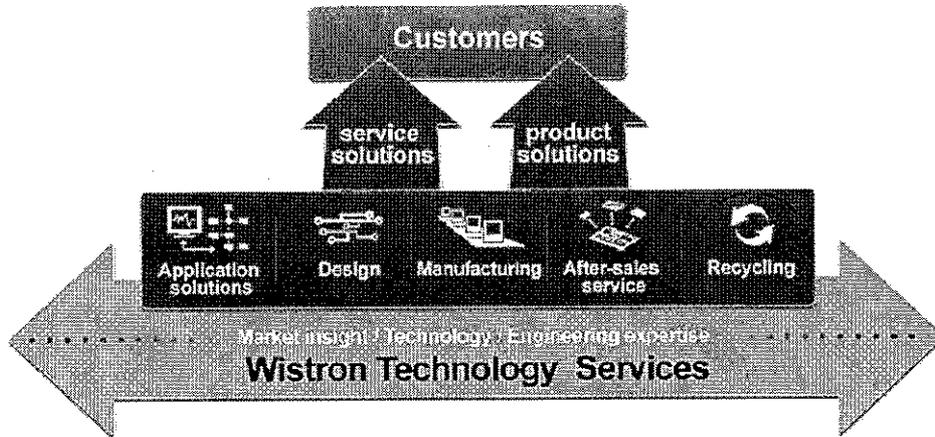 Customers
service
solutions
product
solutions
Application
solutions
Design
Manufacturing
After-sales
service
Recycling
Market insight / Technology / Engineering expertise
Wistron Technology Services